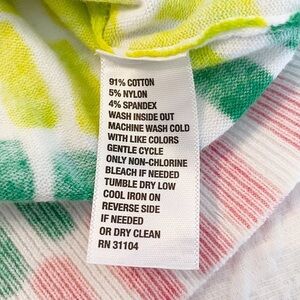 91% COTTON
5% NYLON
4% SPANDEX
WASH INSIDE OUT
MACHINE WASH COLD
WITH LIKE COLORS
GENTLE CYCLE
ONLY NON-CHLORINE
BLEACH IF NEEDED
TUMBLE DRY LOW
COOL IRON ON
REVERSE SIDE
IF NEEDED
OR DRY CLEAN
RN 31104